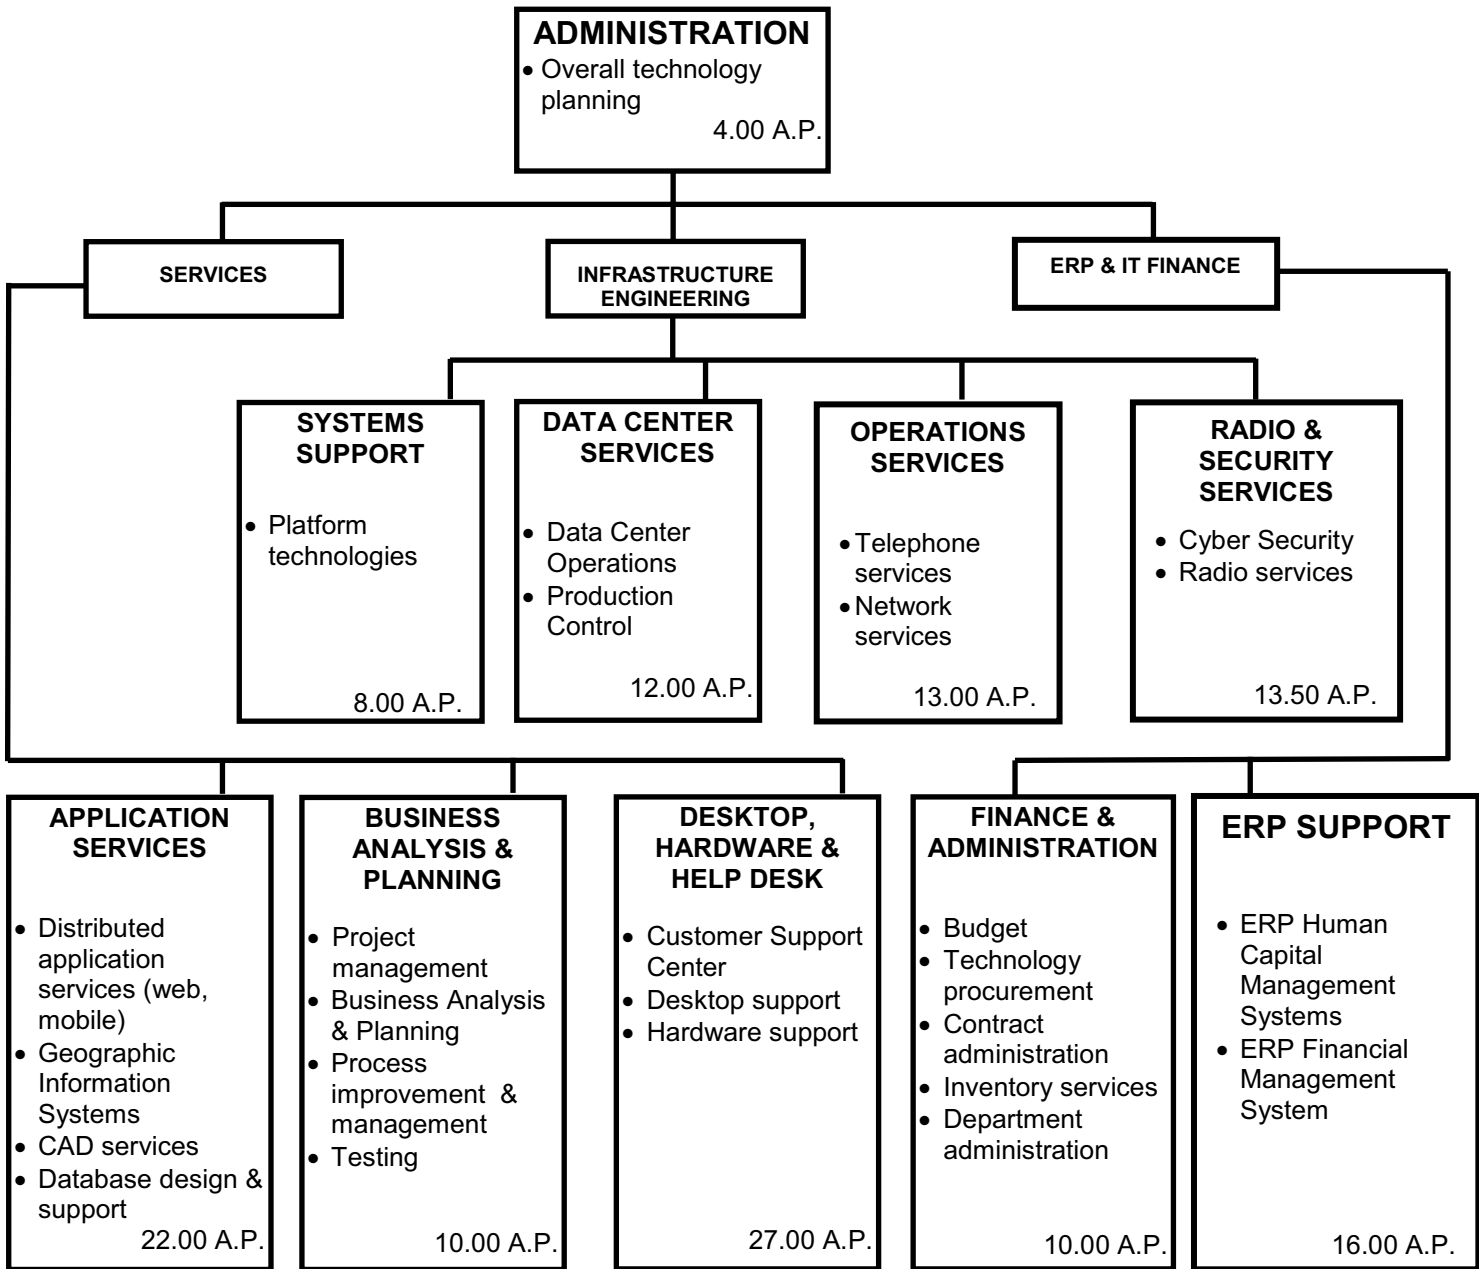 ADMINISTRATION
• Overall technology
planning
4.00 A.P.
SERVICES
INFRASTRUCTURE
ENGINEERING
ERP & IT FINANCE
SYSTEMS
SUPPORT
• Platform
technologies
8.00 A.P.
DATA CENTER
SERVICES
• Data Center
Operations
• Production
Control
12.00 A.P.
OPERATIONS
SERVICES
• Telephone
services
• Network
services
13.00 A.P.
RADIO &
SECURITY
SERVICES
• Cyber Security
• Radio services
13.50 A.P.
APPLICATION
SERVICES
• Distributed
application
services (web,
mobile)
• Geographic
Information
Systems
• CAD services
• Database design &
support
22.00 A.P.
BUSINESS
ANALYSIS &
PLANNING
• Project
management
• Business Analysis
& Planning
• Process
improvement &
management
• Testing
10.00 A.P.
DESKTOP,
HARDWARE &
HELP DESK
• Customer Support
Center
• Desktop support
• Hardware support
27.00 A.P.
FINANCE &
ADMINISTRATION
• Budget
• Technology
procurement
• Contract
administration
• Inventory services
• Department
administration
10.00 A.P.
ERP SUPPORT
• ERP Human
Capital
Management
Systems
• ERP Financial
Management
System
16.00 A.P.